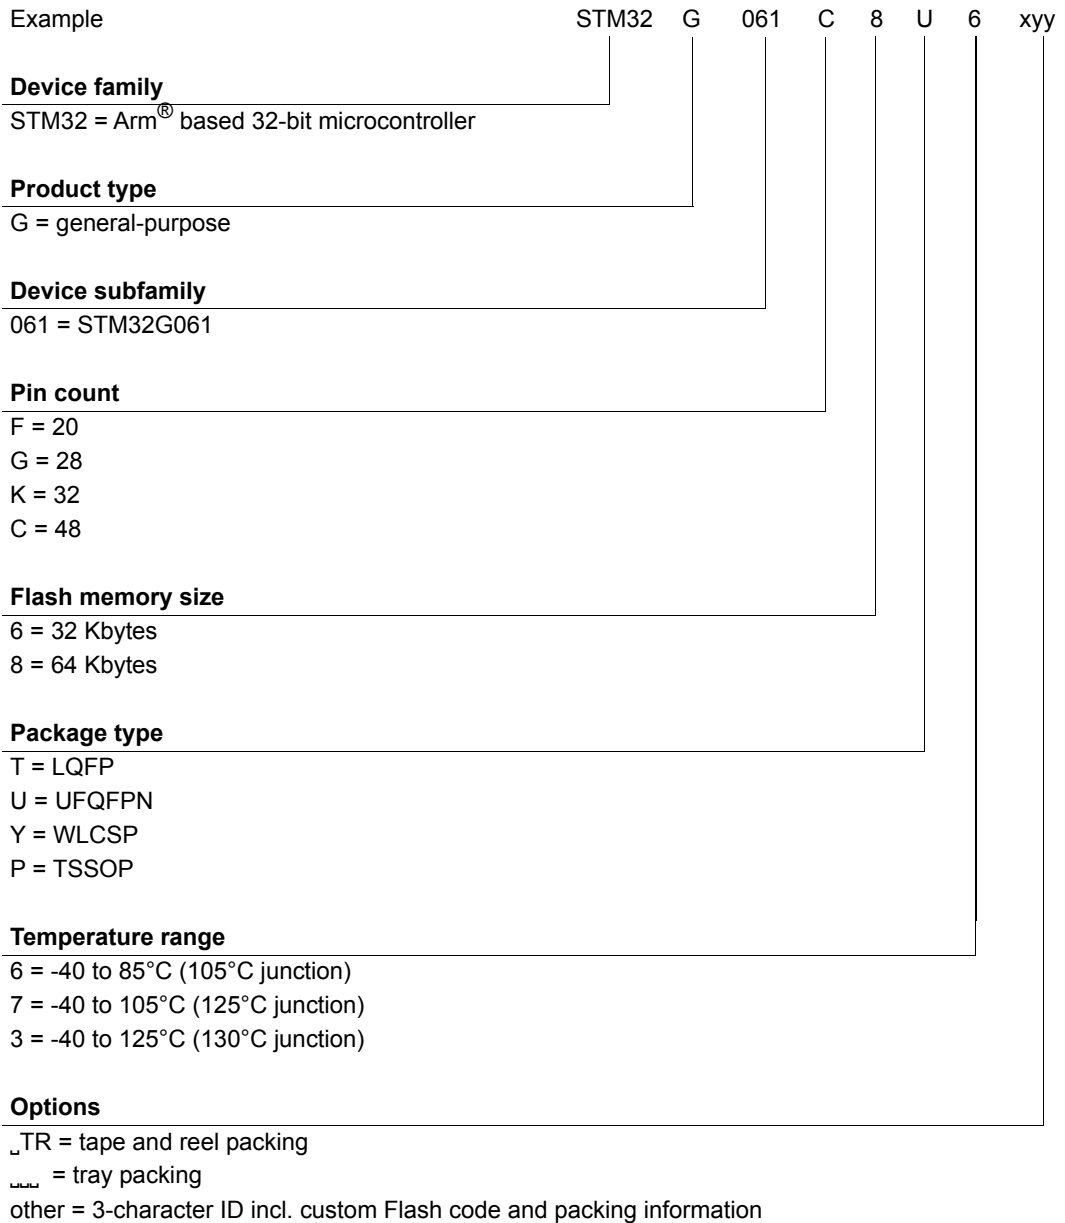 Example STM32 G 061 C 8 U 6 xyy
Device family
STM32 = Arm® based 32-bit microcontroller
Product type
G = general-purpose
Device subfamily
061 = STM32G061
Pin count
F = 20
G = 28
K = 32
C = 48
Flash memory size
6 = 32 Kbytes
8 = 64 Kbytes
Package type
T = LQFP
U = UFQFPN
Y = WLCSP
P = TSSOP
Temperature range
6 = -40 to 85°C (105°C junction)
7 = -40 to 105°C (125°C junction)
3 = -40 to 125°C (130°C junction)
Options
␣TR = tape and reel packing
␣␣␣ = tray packing
other = 3-character ID incl. custom Flash code and packing information